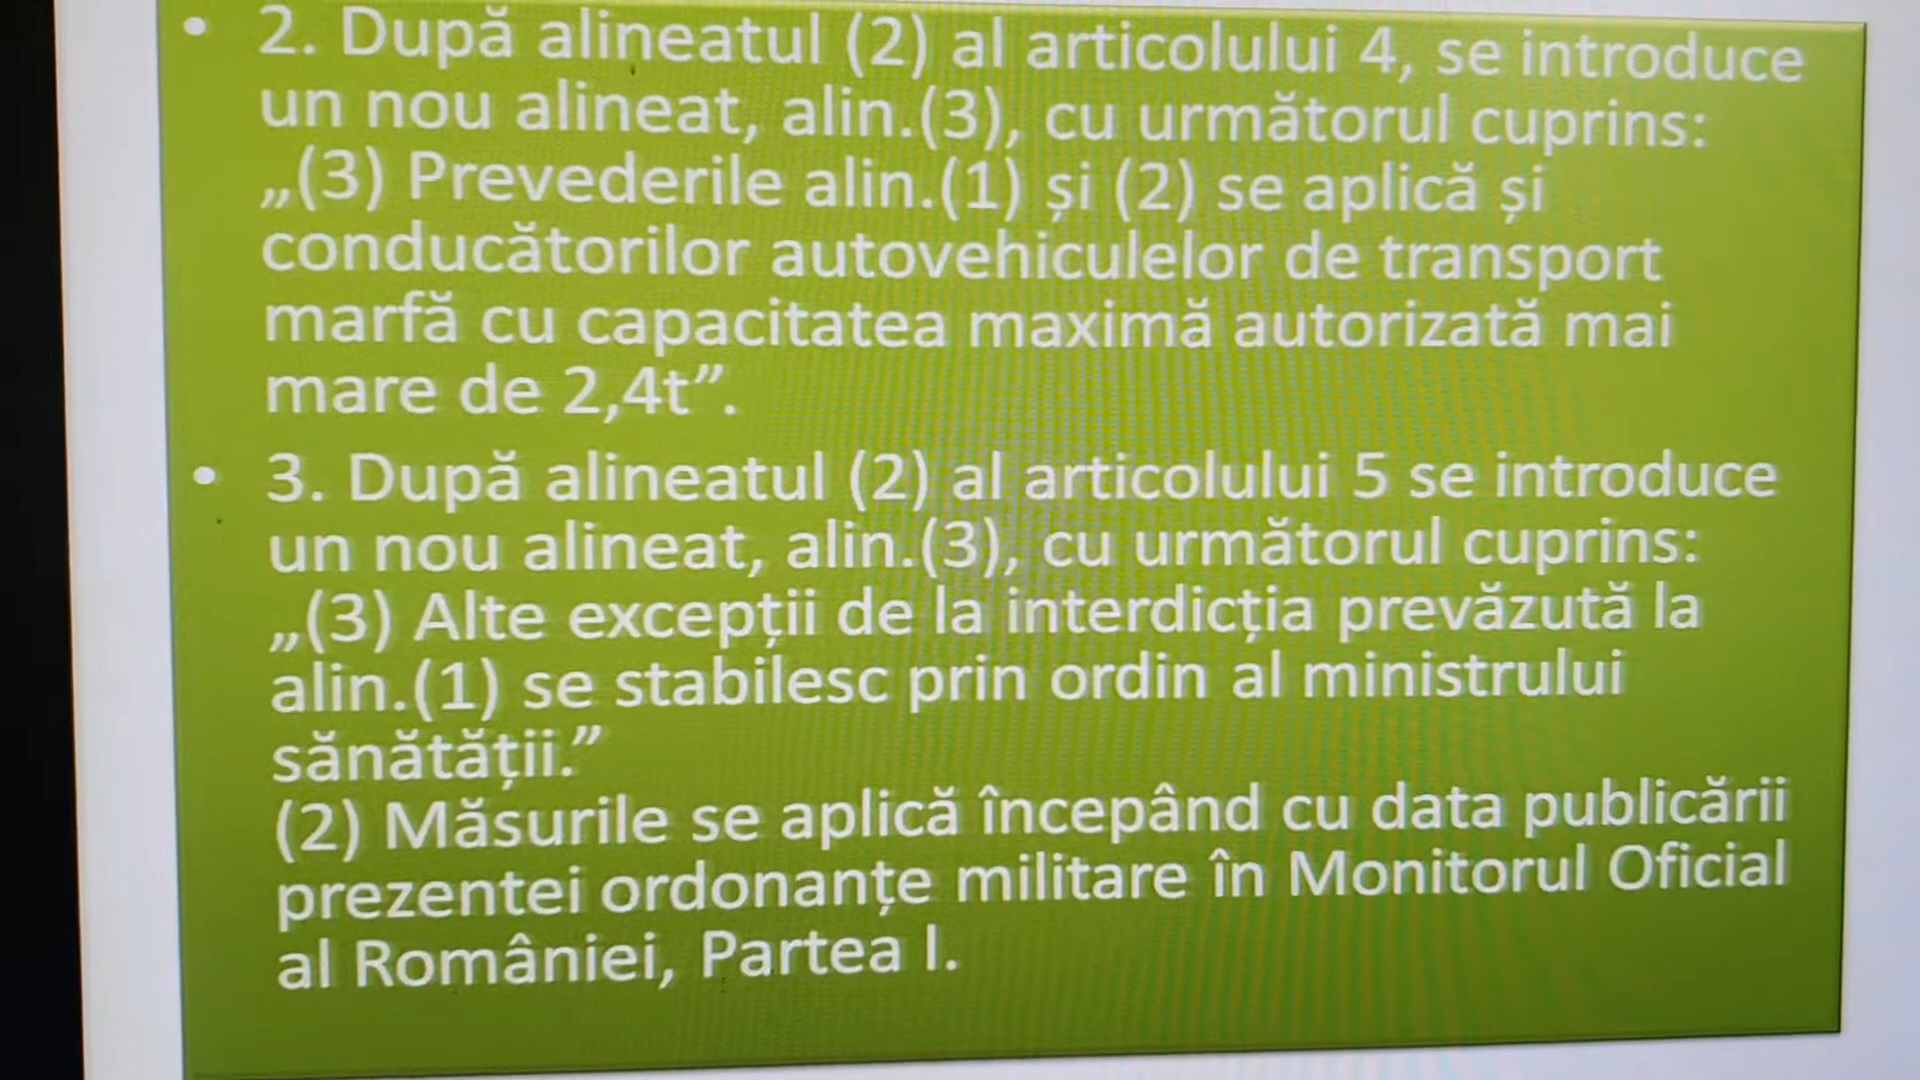 • 2. După alineatul (2) al articolului 4, se introduce
un nou alineat, alin.(3), cu următorul cuprins:
„(3) Prevederile alin.(1) și (2) se aplică și
conducătorilor autovehiculelor de transport
marfă cu capacitatea maximă autorizată mai
mare de 2,4t”.
• 3. După alineatul (2) al articolului 5 se introduce
un nou alineat, alin.(3), cu următorul cuprins:
„(3) Alte excepții de la interdicția prevăzută la
alin.(1) se stabilesc prin ordin al ministrului
sănătății.”
(2) Măsurile se aplică începând cu data publicării
prezentei ordonanțe militare în Monitorul Oficial
al României, Partea I.